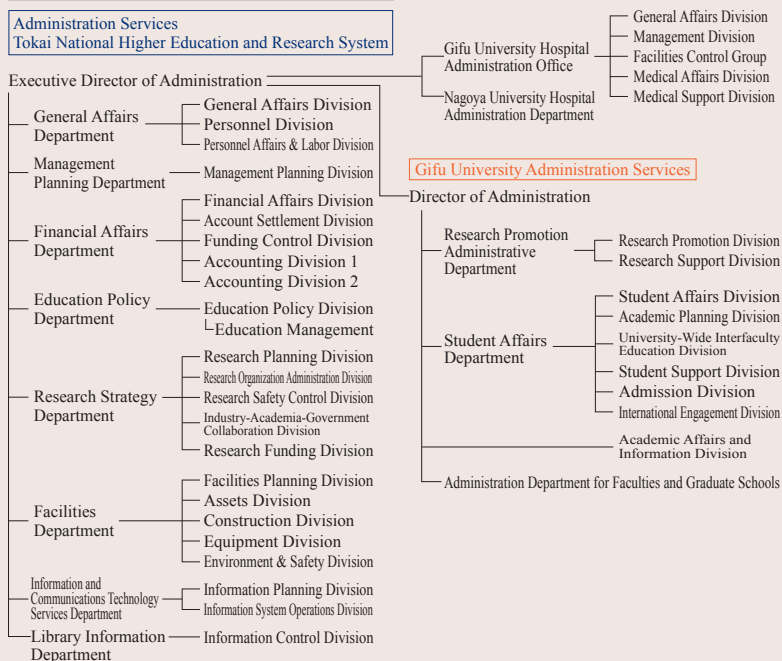 Administration Services
Tokai National Higher Education and Research System
Executive Director of Administration
General Affairs
Department
General Affairs Division
Personnel Division
Personnel Affairs & Labor Division
Management
Planning Department
Management Planning Division
Financial Affairs
Department
Financial Affairs Division
Account Settlement Division
Funding Control Division
Accounting Division 1
Accounting Division 2
Education Policy
Department
Education Policy Division
Education Management
Research Strategy
Department
Research Planning Division
Research Organization Administration Division
Research Safety Control Division
Industry-Academia-Government
Collaboration Division
Research Funding Division
Facilities
Department
Facilities Planning Division
Assets Division
Construction Division
Equipment Division
Environment & Safety Division
Information and
Communications Technology
Services Department
Information Planning Division
Information System Operations Division
Library Information
Department
Information Control Division
Gifu University Hospital
Administration Office
General Affairs Division
Management Division
Facilities Control Group
Medical Affairs Division
Medical Support Division
Nagoya University Hospital
Administration Department
Gifu University Administration Services
Director of Administration
Research Promotion
Administrative
Department
Research Promotion Division
Research Support Division
Student Affairs
Department
Student Affairs Division
Academic Planning Division
University-Wide Interfaculty
Education Division
Student Support Division
Admission Division
International Engagement Division
Academic Affairs and
Information Division
Administration Department for Faculties and Graduate Schools